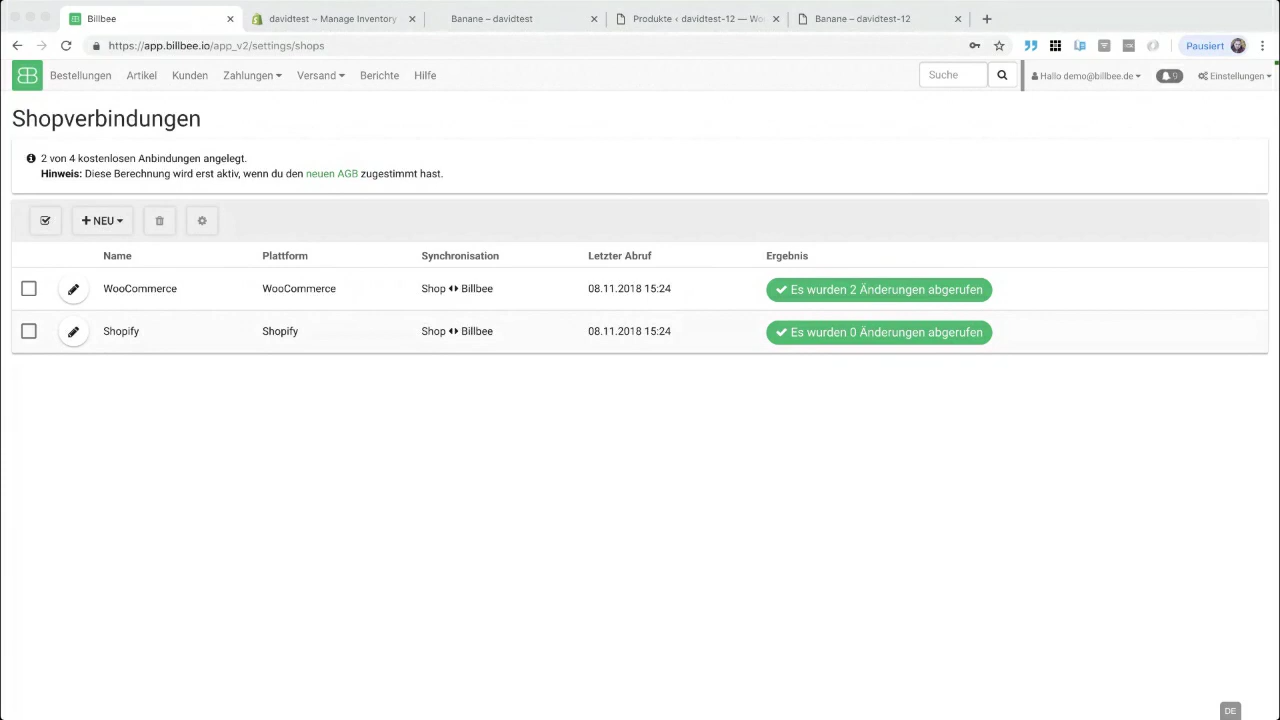 Billbee
davidtest ~ Manage Inventory
Banane – davidtest
Produkte ‹ davidtest-12 — Wo
Banane – davidtest-12
https://app.billbee.io/app_v2/settings/shops
Pausiert
Bestellungen Artikel Kunden Zahlungen Versand Berichte Hilfe
Suche
Hallo demo@billbee.de
9
Einstellungen
Shopverbindungen
2 von 4 kostenlosen Anbindungen angelegt.
Hinweis: Diese Berechnung wird erst aktiv, wenn du den neuen AGB zugestimmt hast.
NEU
Name Plattform Synchronisation Letzter Abruf Ergebnis
WooCommerce WooCommerce Shop Billbee 08.11.2018 15:24 Es wurden 2 Änderungen abgerufen
Shopify Shopify Shop Billbee 08.11.2018 15:24 Es wurden 0 Änderungen abgerufen
DE